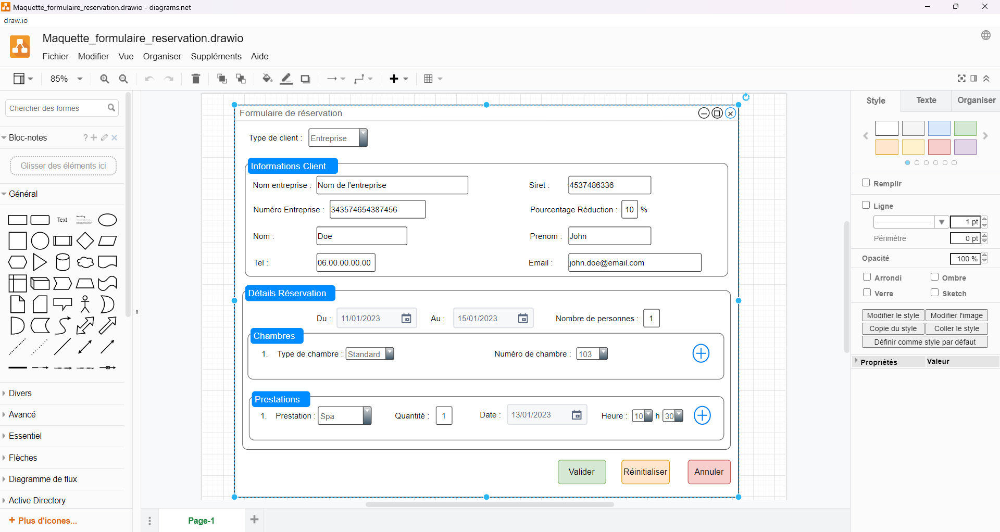 Maquette_formulaire_reservation.drawio - diagrams.net
draw.io
Maquette_formulaire_reservation.drawio
Fichier Modifier Vue Organiser Suppléments Aide
85%
Chercher des formes
Bloc-notes ?
Glisser des éléments ici
Général
Text
Divers
Avancé
Essentiel
Flèches
Diagramme de flux
Active Directory
+ Plus d'icones...
Formulaire de réservation
Type de client : Entreprise
Informations Client
Nom entreprise : Nom de l'entreprise Siret : 4537486336
Numéro Entreprise : 343574654387456 Pourcentage Réduction : 10 %
Nom : Doe Prenom : John
Tel : 06.00.00.00.00 Email : john.doe@email.com
Détails Réservation
Du : 11/01/2023 Au : 15/01/2023 Nombre de personnes : 1
Chambres
1. Type de chambre : Standard Numéro de chambre : 103
Prestations
1. Prestation : Spa Quantité : 1 Date : 13/01/2023 Heure : 10 h 30
Valider Réinitialiser Annuler
Page-1
Style Texte Organiser
Remplir
Ligne
1 pt
Périmètre 0 pt
Opacité 100 %
Arrondi Ombre
Verre Sketch
Modifier le style Modifier l'image
Copie du style Coller le style
Définir comme style par défaut
Propriétés Valeur